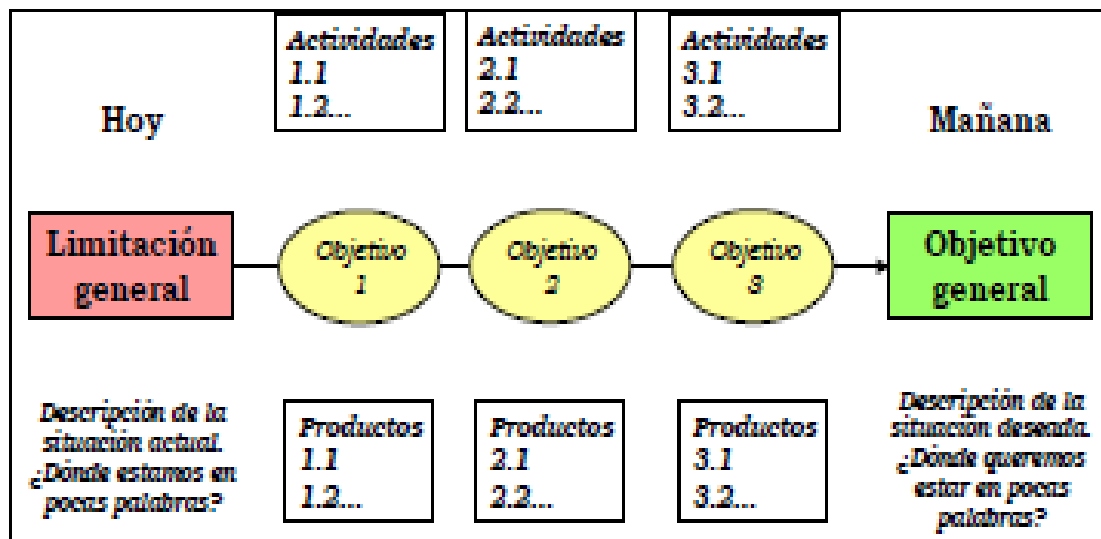 Hoy
Actividades
1.1
1.2...
Actividades
2.1
2.2...
Actividades
3.1
3.2...
Mañana
Limitación
general
Objetivo
1
Objetivo
2
Objetivo
3
Objetivo
general
Descripción de la
situación actual.
¿Dónde estamos en
pocas palabras?
Productos
1.1
1.2...
Productos
2.1
2.2...
Productos
3.1
3.2...
Descripción de la
situación deseada.
¿Dónde queremos
estar en pocas
palabras?